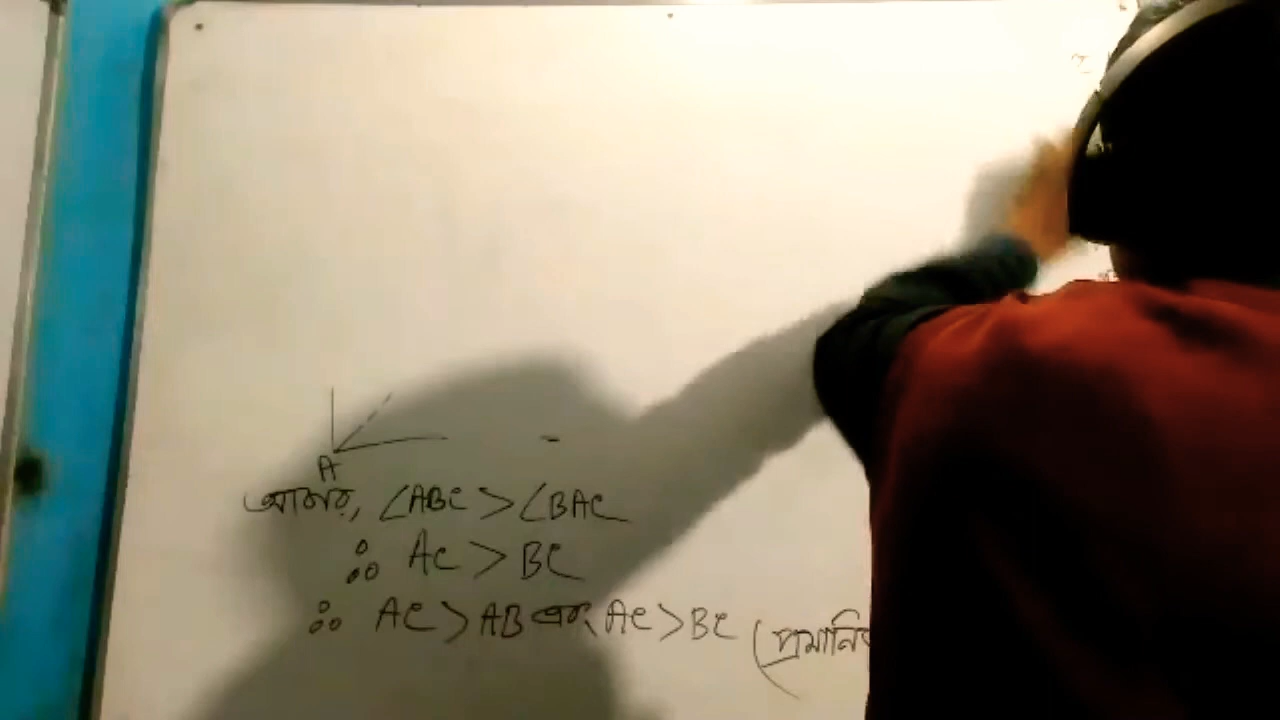 A
আবার, ∠ABC > ∠BAC
∴ AC > BC
∴ AC > AB এবং AC > BC (প্রমানি